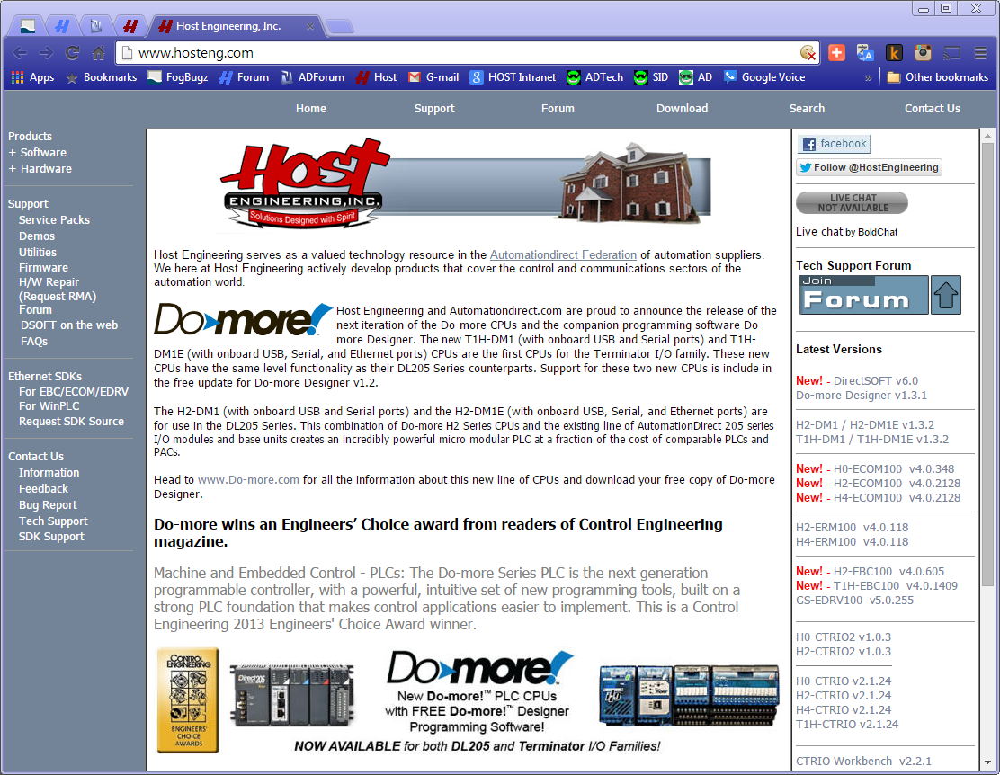 Host Engineering, Inc.
www.hosteng.com
Apps Bookmarks FogBugz Forum ADForum Host G-mail HOST Intranet ADTech SID AD Google Voice » Other bookmarks
Home Support Forum Download Search Contact Us
Products
+ Software
+ Hardware
Support
Service Packs
Demos
Utilities
Firmware
H/W Repair
(Request RMA)
Forum
DSOFT on the web
FAQs
Ethernet SDKs
For EBC/ECOM/EDRV
For WinPLC
Request SDK Source
Contact Us
Information
Feedback
Bug Report
Tech Support
SDK Support
Host
ENGINEERING, INC.
Solutions Designed with Spirit
Host Engineering serves as a valued technology resource in the Automationdirect Federation of automation suppliers.
We here at Host Engineering actively develop products that cover the control and communications sectors of the
automation world.
Do-more!
Host Engineering and Automationdirect.com are proud to announce the release of the
next iteration of the Do-more CPUs and the companion programming software Do-
more Designer. The new T1H-DM1 (with onboard USB and Serial ports) and T1H-
DM1E (with onboard USB, Serial, and Ethernet ports) CPUs are the first CPUs for the Terminator I/O family. These new
CPUs have the same level functionality as their DL205 Series counterparts. Support for these two new CPUs is include in
the free update for Do-more Designer v1.2.
The H2-DM1 (with onboard USB and Serial ports) and the H2-DM1E (with onboard USB, Serial, and Ethernet ports) are
for use in the DL205 Series. This combination of Do-more H2 Series CPUs and the existing line of AutomationDirect 205 series
I/O modules and base units creates an incredibly powerful micro modular PLC at a fraction of the cost of comparable PLCs and
PACs.
Head to www.Do-more.com for all the information about this new line of CPUs and download your free copy of Do-more
Designer.
Do-more wins an Engineers’ Choice award from readers of Control Engineering
magazine.
Machine and Embedded Control - PLCs: The Do-more Series PLC is the next generation
programmable controller, with a powerful, intuitive set of new programming tools, built on a
strong PLC foundation that makes control applications easier to implement. This is a Control
Engineering 2013 Engineers' Choice Award winner.
CONTROL
ENGINEERING
ENGINEERS'
CHOICE
AWARDS
Direct 205
Do-more!
New Do-more!™ PLC CPUs
with FREE Do-more!™ Designer
Programming Software!
NOW AVAILABLE for both DL205 and Terminator I/O Families!
facebook
Follow @HostEngineering
LIVE CHAT
NOT AVAILABLE
Live chat by BoldChat
Tech Support Forum
Join
Forum
Latest Versions
New! - DirectSOFT v6.0
Do-more Designer v1.3.1
H2-DM1 / H2-DM1E v1.3.2
T1H-DM1 / T1H-DM1E v1.3.2
New! - H0-ECOM100 v4.0.348
New! - H2-ECOM100 v4.0.2128
New! - H4-ECOM100 v4.0.2128
H2-ERM100 v4.0.118
H4-ERM100 v4.0.118
New! - H2-EBC100 v4.0.605
New! - T1H-EBC100 v4.0.1409
GS-EDRV100 v5.0.255
H0-CTRIO2 v1.0.3
H2-CTRIO2 v1.0.3
H0-CTRIO v2.1.24
H2-CTRIO v2.1.24
H4-CTRIO v2.1.24
T1H-CTRIO v2.1.24
CTRIO Workbench v2.2.1